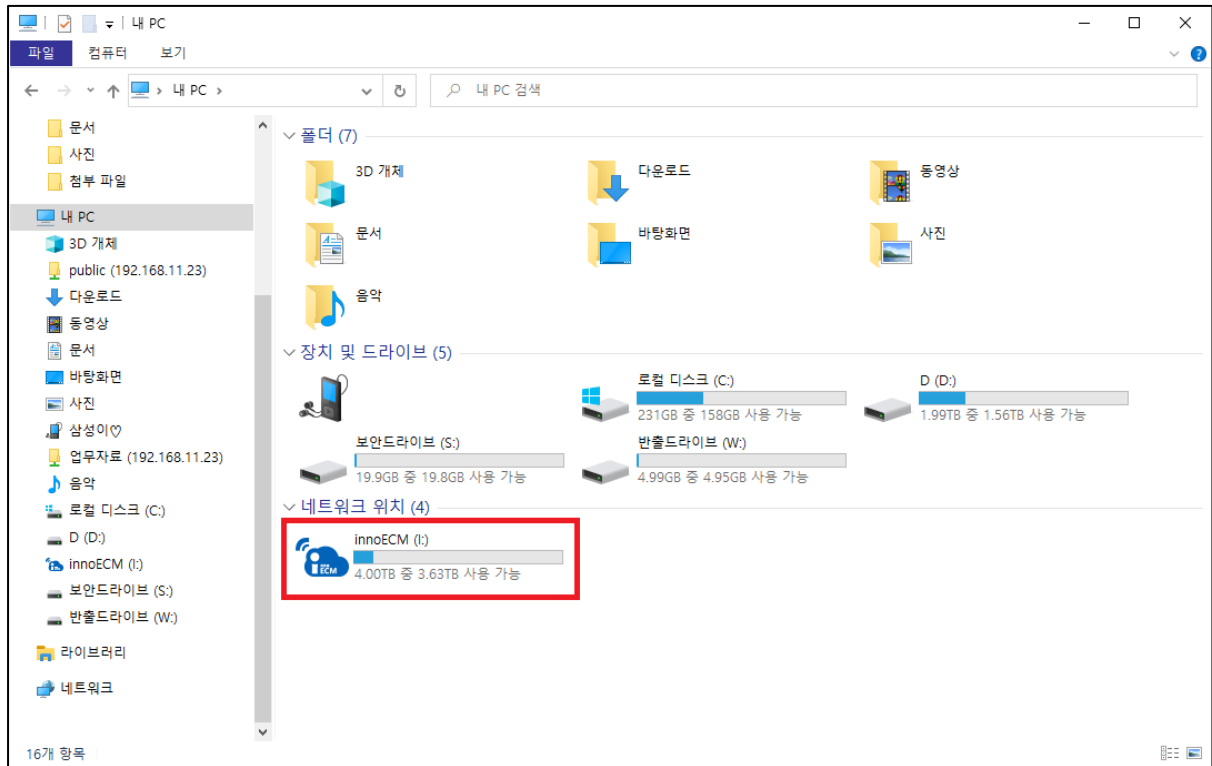 내 PC
파일 컴퓨터 보기
내 PC
내 PC 검색
문서
사진
첨부 파일
내 PC
3D 개체
public (192.168.11.23)
다운로드
동영상
문서
바탕화면
사진
삼성이♡
업무자료 (192.168.11.23)
음악
로컬 디스크 (C:)
D (D:)
innoECM (I:)
보안드라이브 (S:)
반출드라이브 (W:)
라이브러리
네트워크
폴더 (7)
3D 개체
다운로드
동영상
문서
바탕화면
사진
음악
장치 및 드라이브 (5)
로컬 디스크 (C:)
231GB 중 158GB 사용 가능
D (D:)
1.99TB 중 1.56TB 사용 가능
보안드라이브 (S:)
19.9GB 중 19.8GB 사용 가능
반출드라이브 (W:)
4.99GB 중 4.95GB 사용 가능
네트워크 위치 (4)
innoECM (I:)
4.00TB 중 3.63TB 사용 가능
16개 항목